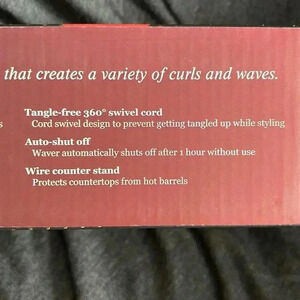 that creates a variety of curls and waves.
Tangle-free 360° swivel cord
Cord swivel design to prevent getting tangled up while styling
Auto-shut off
Waver automatically shuts off after 1 hour without use
Wire counter stand
Protects countertops from hot barrels